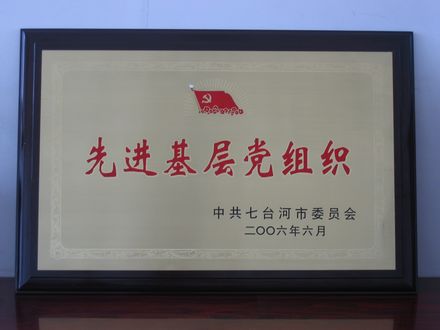 先进基层党组织
中共七台河市委员会
二〇〇六年六月